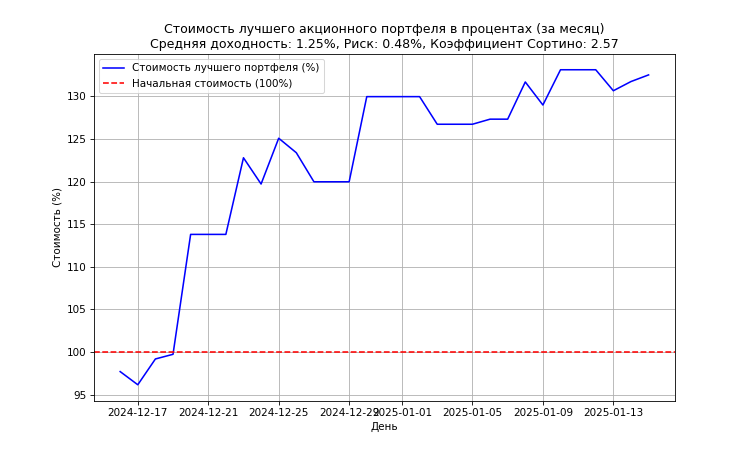 Стоимость лучшего акционного портфеля в процентах (за месяц)
Средняя доходность: 1.25%, Риск: 0.48%, Коэффициент Сортино: 2.57
Стоимость лучшего портфеля (%)
Начальная стоимость (100%)
Стоимость (%)
130
125
120
115
110
105
100
95
2024-12-17
2024-12-21
2024-12-25
2024-12-29
2025-01-01
2025-01-05
2025-01-09
2025-01-13
День